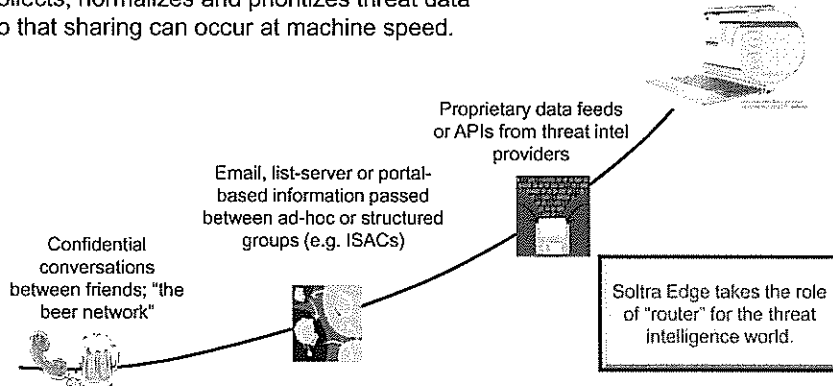 ollects, normalizes and prioritizes threat data
o that sharing can occur at machine speed.
Proprietary data feeds
or APIs from threat intel
providers
Email, list-server or portal-
based information passed
between ad-hoc or structured
groups (e.g. ISACs)
Confidential
conversations
between friends; "the
beer network"
Soltra Edge takes the role
of "router" for the threat
intelligence world.